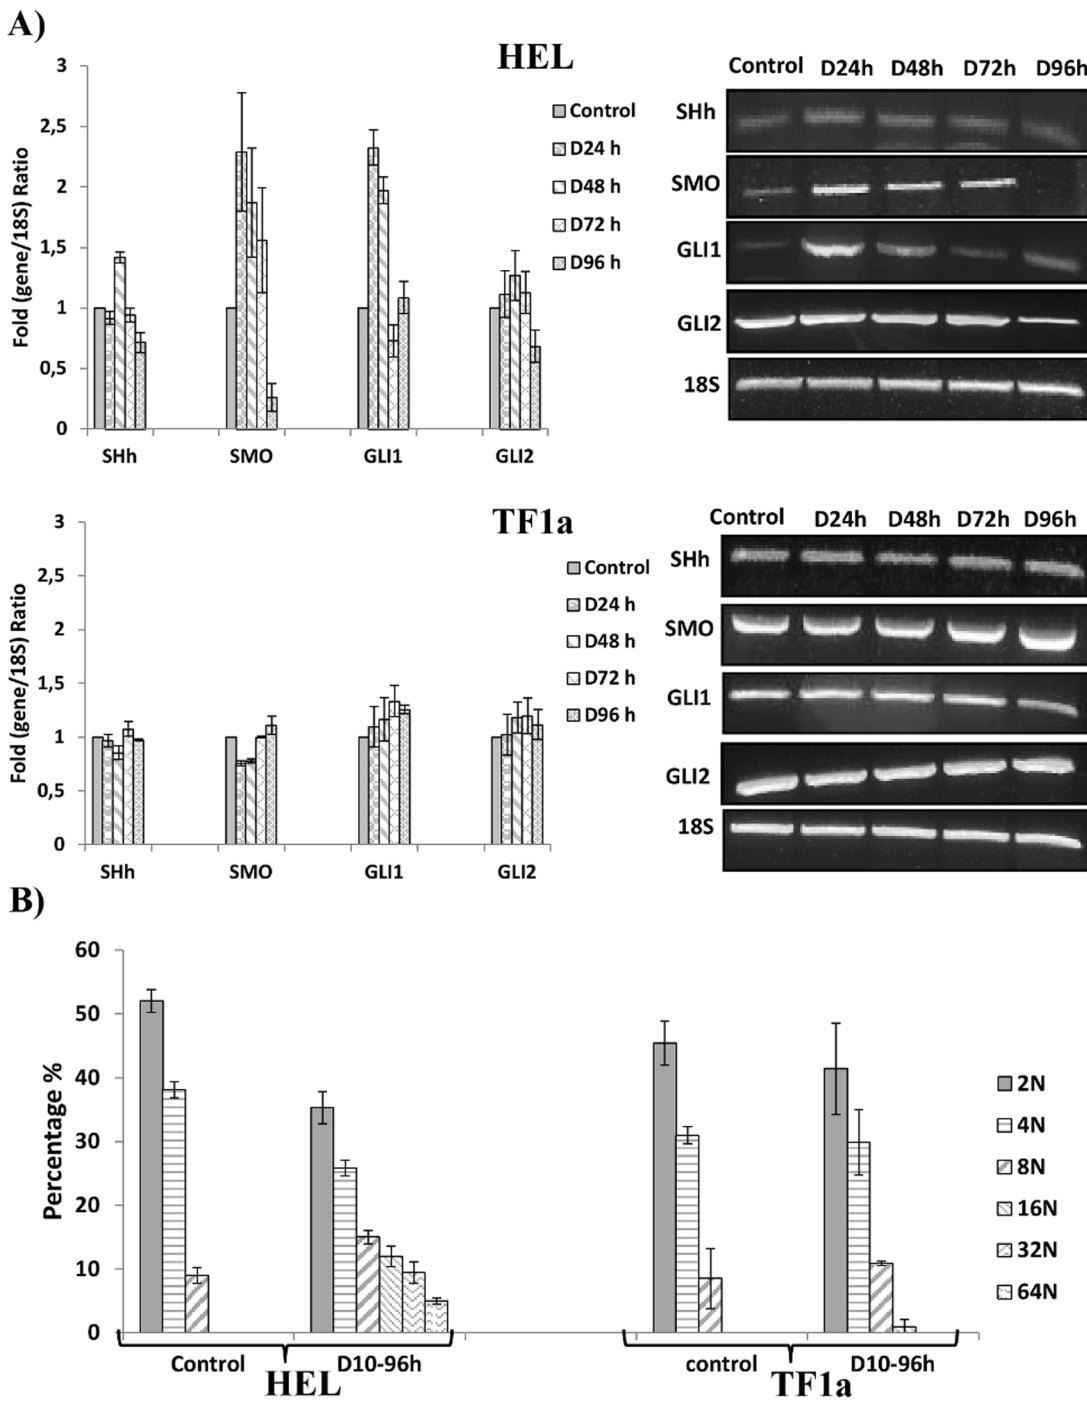 A)
HEL
3
2,5
2
1,5
1
0,5
0
Fold (gene/18S) Ratio
SHh SMO GLI1 GLI2
Control
D24 h
D48 h
D72 h
D96 h
Control D24h D48h D72h D96h
SHh
SMO
GLI1
GLI2
18S
TF1a
3
2,5
2
1,5
1
0,5
0
Fold (gene/18S) Ratio
SHh SMO GLI1 GLI2
Control
D24 h
D48 h
D72 h
D96 h
Control D24h D48h D72h D96h
SHh
SMO
GLI1
GLI2
18S
B)
60
50
40
30
20
10
0
Percentage %
2N
4N
8N
16N
32N
64N
Control D10-96h control D10-96h
HEL TF1a